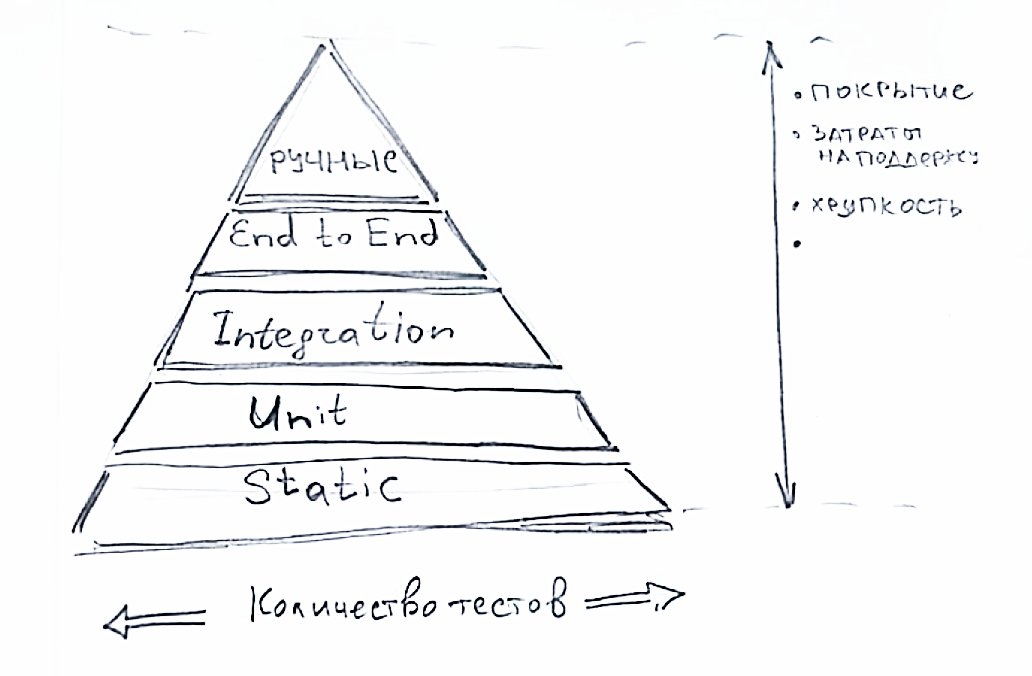 РУЧНЫЕ
End to End
Integration
Unit
Static
Количество тестов
• ПОКРЫТИЕ
• ЗАТРАТЫ
НА ПОДДЕРЖКУ
• ХРУПКОСТЬ
•